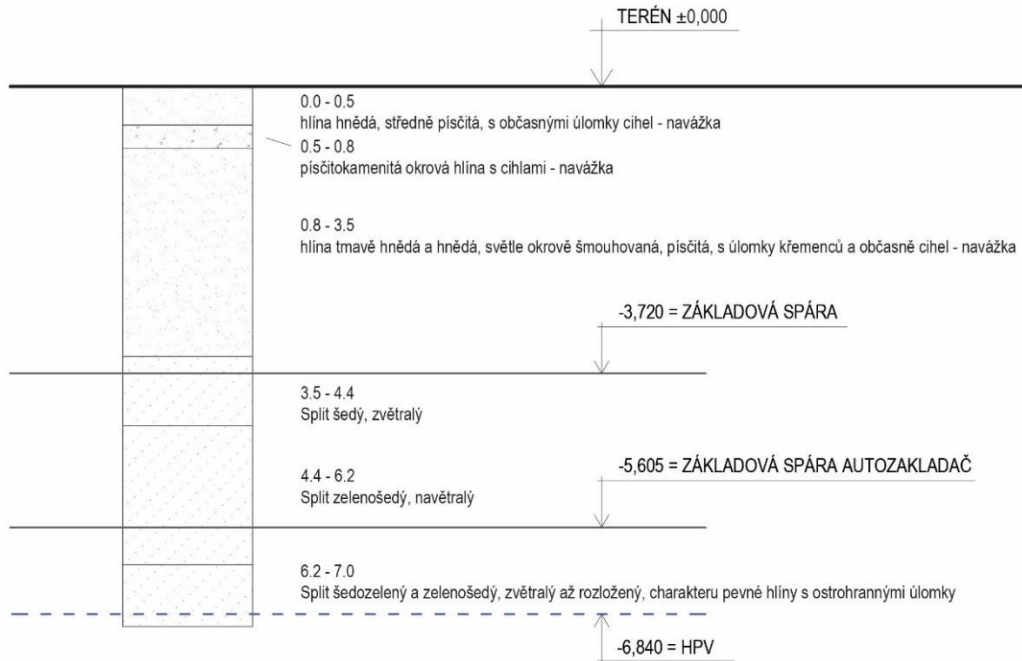 TERÉN ±0,000
0.0 - 0.5
hlína hnědá, středně písčitá, s občasnými úlomky cihel - navážka
0.5 - 0.8
písčitokamenitá okrová hlína s cihlami - navážka
0.8 - 3.5
hlína tmavě hnědá a hnědá, světle okrově šmouhovaná, písčitá, s úlomky křemenců a občasně cihel - navážka
-3,720 = ZÁKLADOVÁ SPÁRA
3.5 - 4.4
Split šedý, zvětralý
-5,605 = ZÁKLADOVÁ SPÁRA AUTOZAKLADAČ
4.4 - 6.2
Split zelenošedý, navětralý
6.2 - 7.0
Split šedozelený a zelenošedý, zvětralý až rozložený, charakteru pevné hlíny s ostrohrannými úlomky
-6,840 = HPV